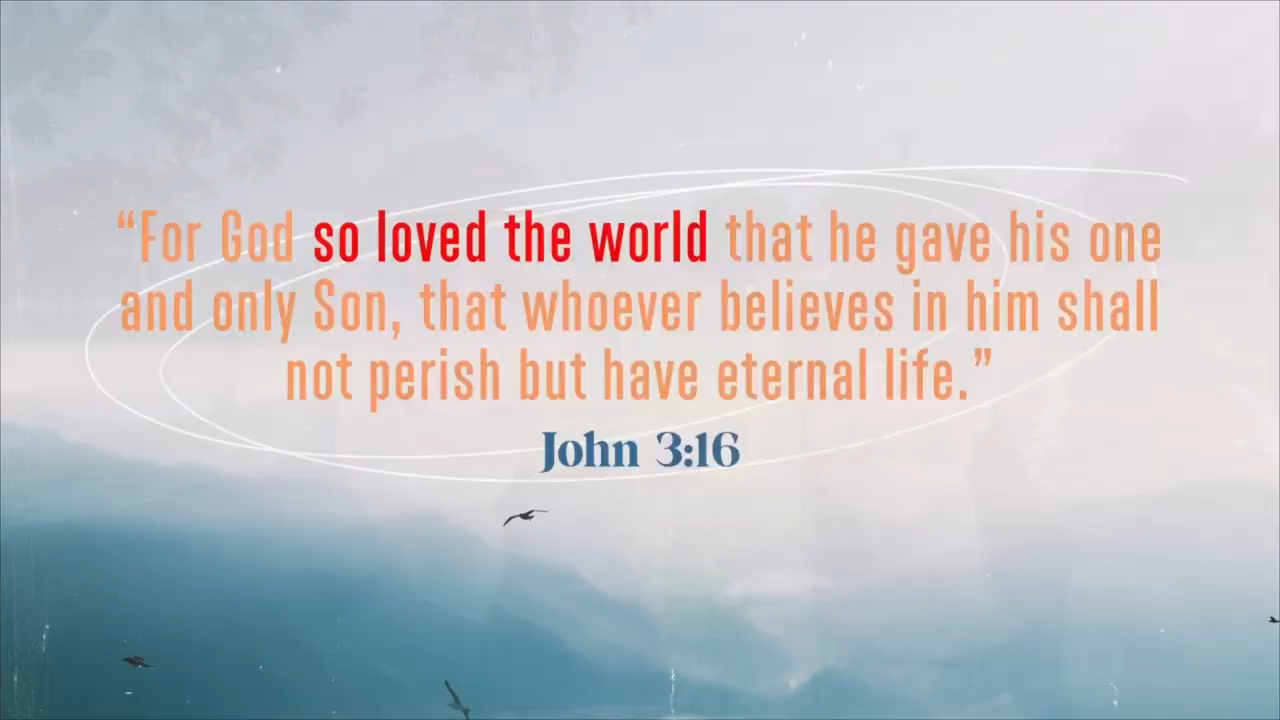 “For God so loved the world that he gave his one
and only Son, that whoever believes in him shall
not perish but have eternal life.”
John 3:16